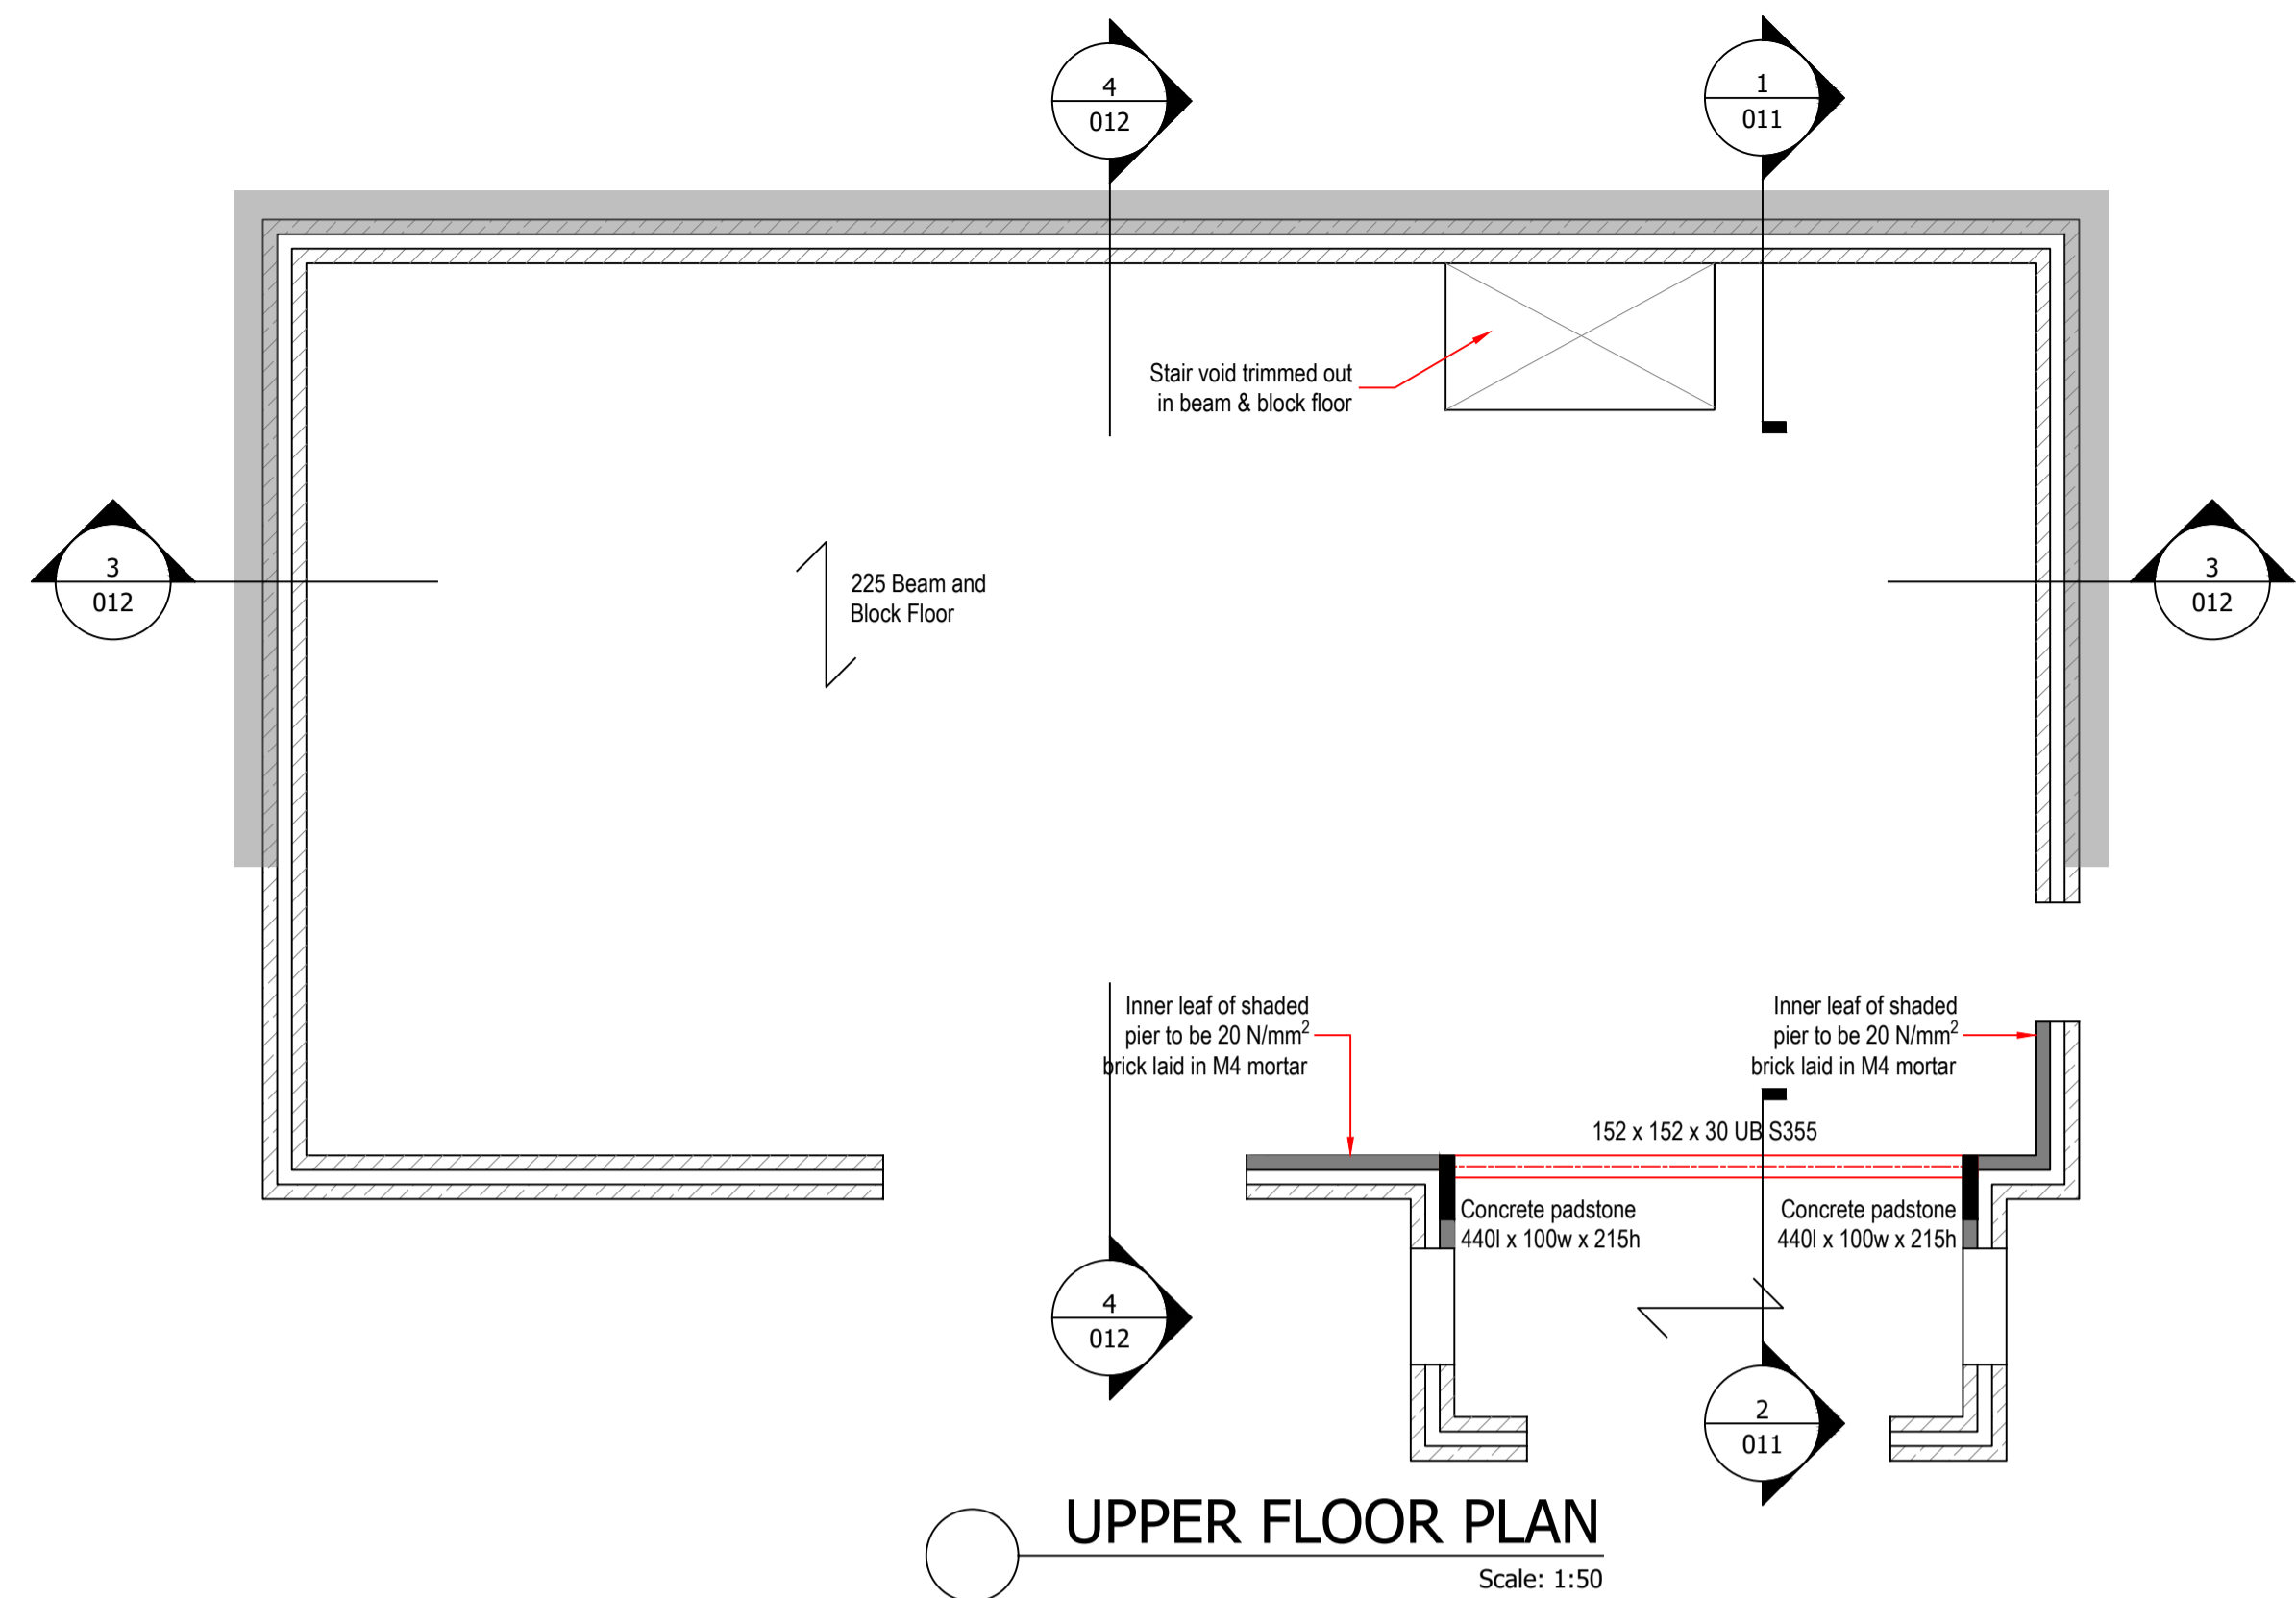 4
012
1
011
Stair void trimmed out
in beam & block floor
3
012
225 Beam and
Block Floor
3
012
Inner leaf of shaded
pier to be 20 N/mm²
brick laid in M4 mortar
Inner leaf of shaded
pier to be 20 N/mm²
brick laid in M4 mortar
152 x 152 x 30 UB S355
Concrete padstone
440l x 100w x 215h
Concrete padstone
440l x 100w x 215h
4
012
2
011
UPPER FLOOR PLAN
Scale: 1:50